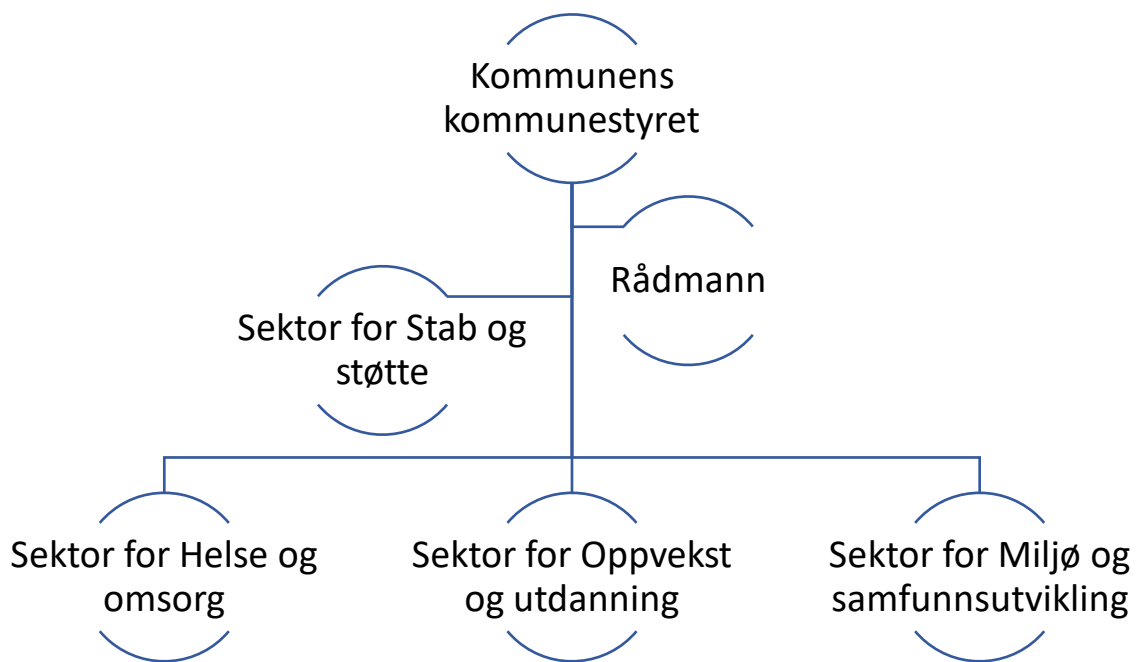 Kommunens
kommunestyret
Rådmann
Sektor for Stab og
støtte
Sektor for Helse og
omsorg
Sektor for Oppvekst
og utdanning
Sektor for Miljø og
samfunnsutvikling